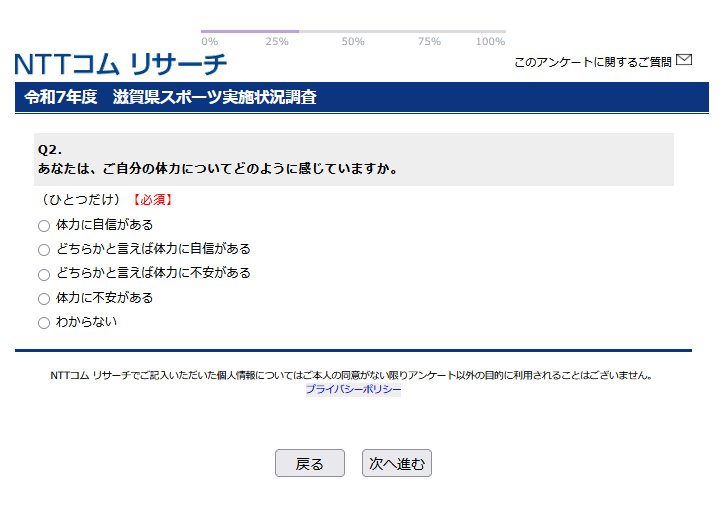 0% 25% 50% 75% 100%
NTTコム リサーチ
このアンケートに関するご質問
令和7年度 滋賀県スポーツ実施状況調査
Q2.
あなたは、ご自分の体力についてどのように感じていますか。
（ひとつだけ）【必須】
体力に自信がある
どちらかと言えば体力に自信がある
どちらかと言えば体力に不安がある
体力に不安がある
わからない
NTTコム リサーチでご記入いただいた個人情報についてはご本人の同意がない限りアンケート以外の目的に利用されることはございません。
プライバシーポリシー
戻る 次へ進む